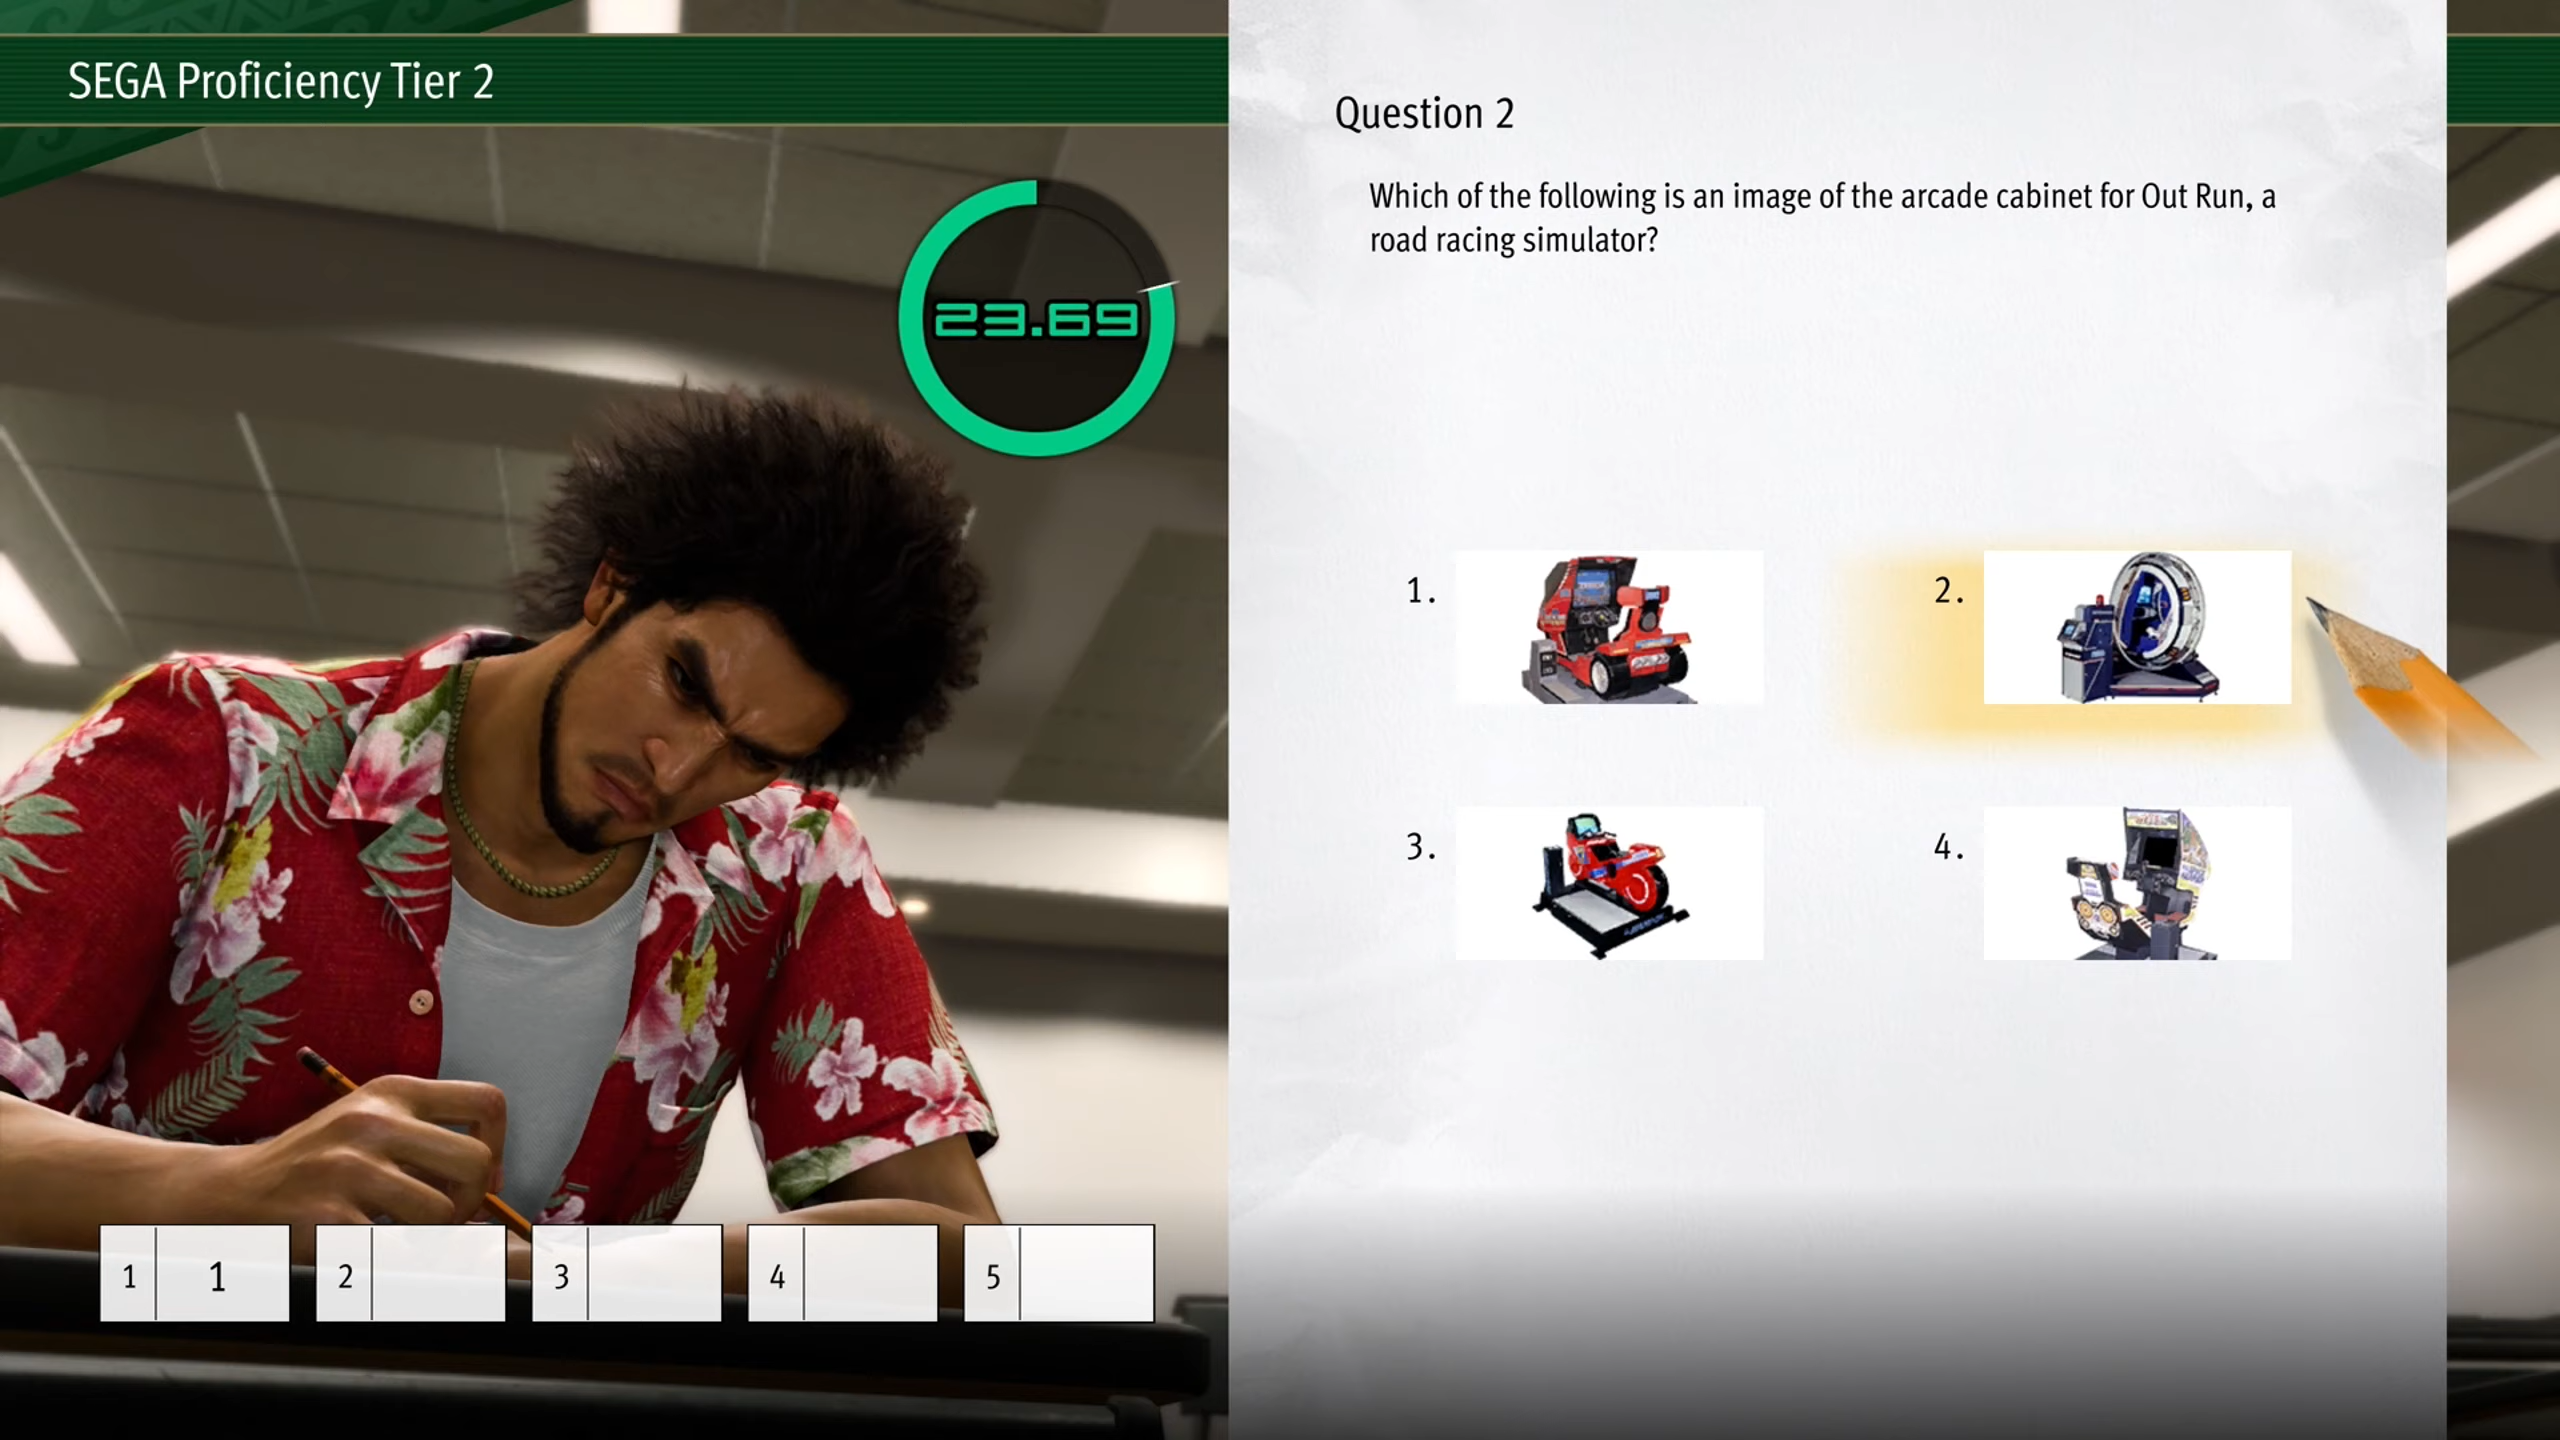 SEGA Proficiency Tier 2
23.69
Question 2
Which of the following is an image of the arcade cabinet for Out Run, a
road racing simulator?
1.
2.
3.
4.
1 1
2
3
4
5